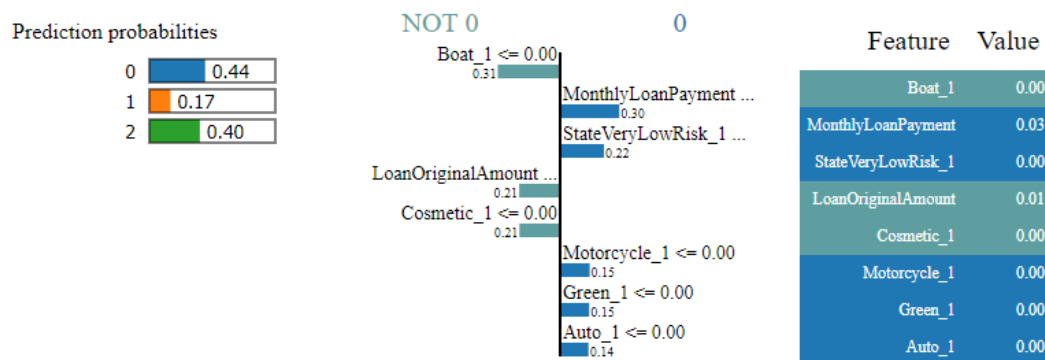 Prediction probabilities
0 0.44
1 0.17
2 0.40
NOT 0 0
Boat_1 <= 0.00
0.31
MonthlyLoanPayment ...
0.30
StateVeryLowRisk_1 ...
0.22
LoanOriginalAmount ...
0.21
Cosmetic_1 <= 0.00
0.21
Motorcycle_1 <= 0.00
0.15
Green_1 <= 0.00
0.15
Auto_1 <= 0.00
0.14
Feature Value
Boat_1 0.00
MonthlyLoanPayment 0.03
StateVeryLowRisk_1 0.00
LoanOriginalAmount 0.01
Cosmetic_1 0.00
Motorcycle_1 0.00
Green_1 0.00
Auto_1 0.00